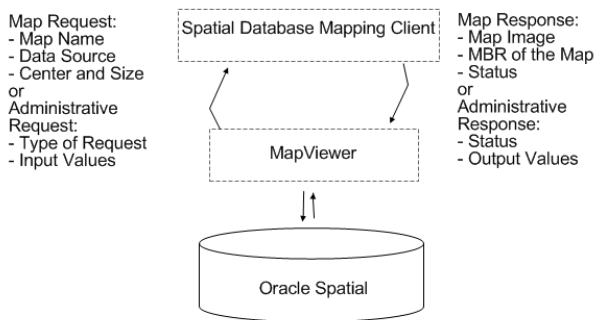 Map Request:
- Map Name
- Data Source
- Center and Size
or
Administrative
Request:
- Type of Request
- Input Values
Spatial Database Mapping Client
MapViewer
Oracle Spatial
Map Response:
- Map Image
- MBR of the Map
- Status
or
Administrative
Response:
- Status
- Output Values